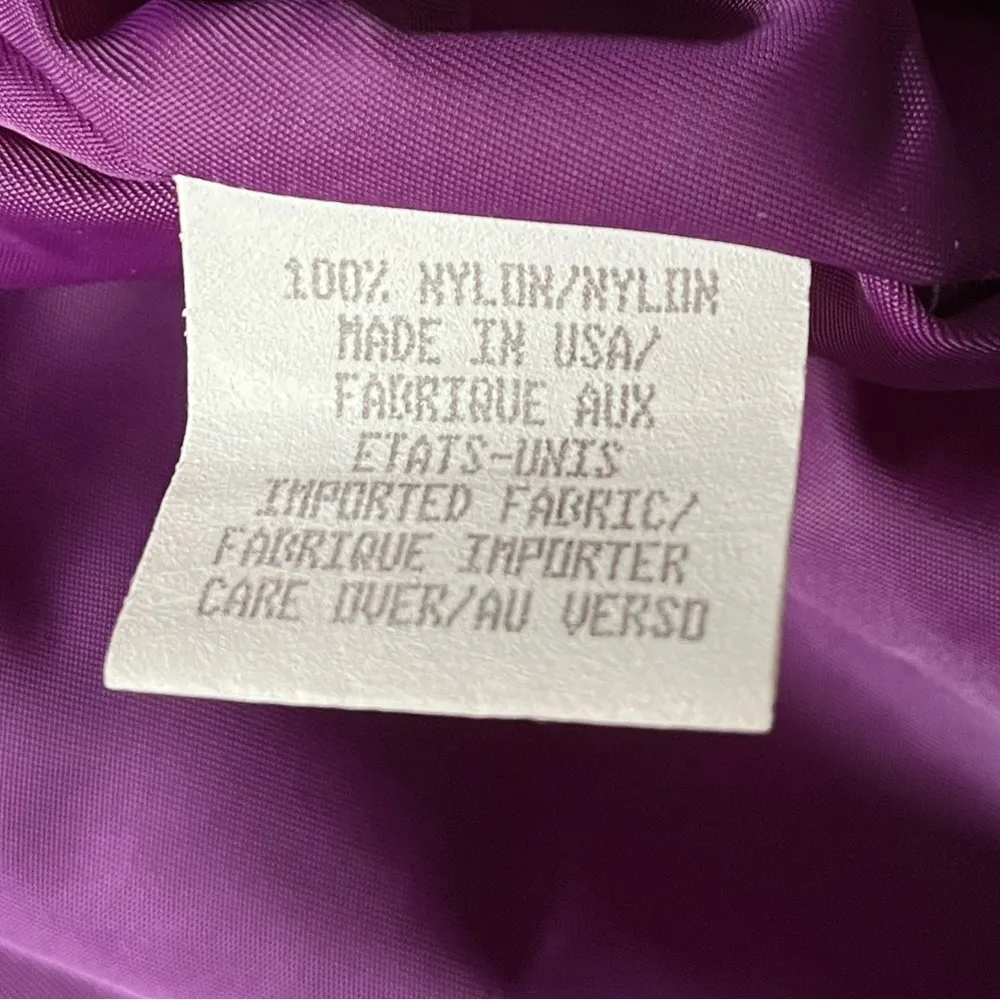 100% NYLON/NYLON
MADE IN USA/
FABRIQUE AUX
ETATS-UNIS
IMPORTED FABRIC/
FABRIQUE IMPORTER
CARE OVER/AU VERSO